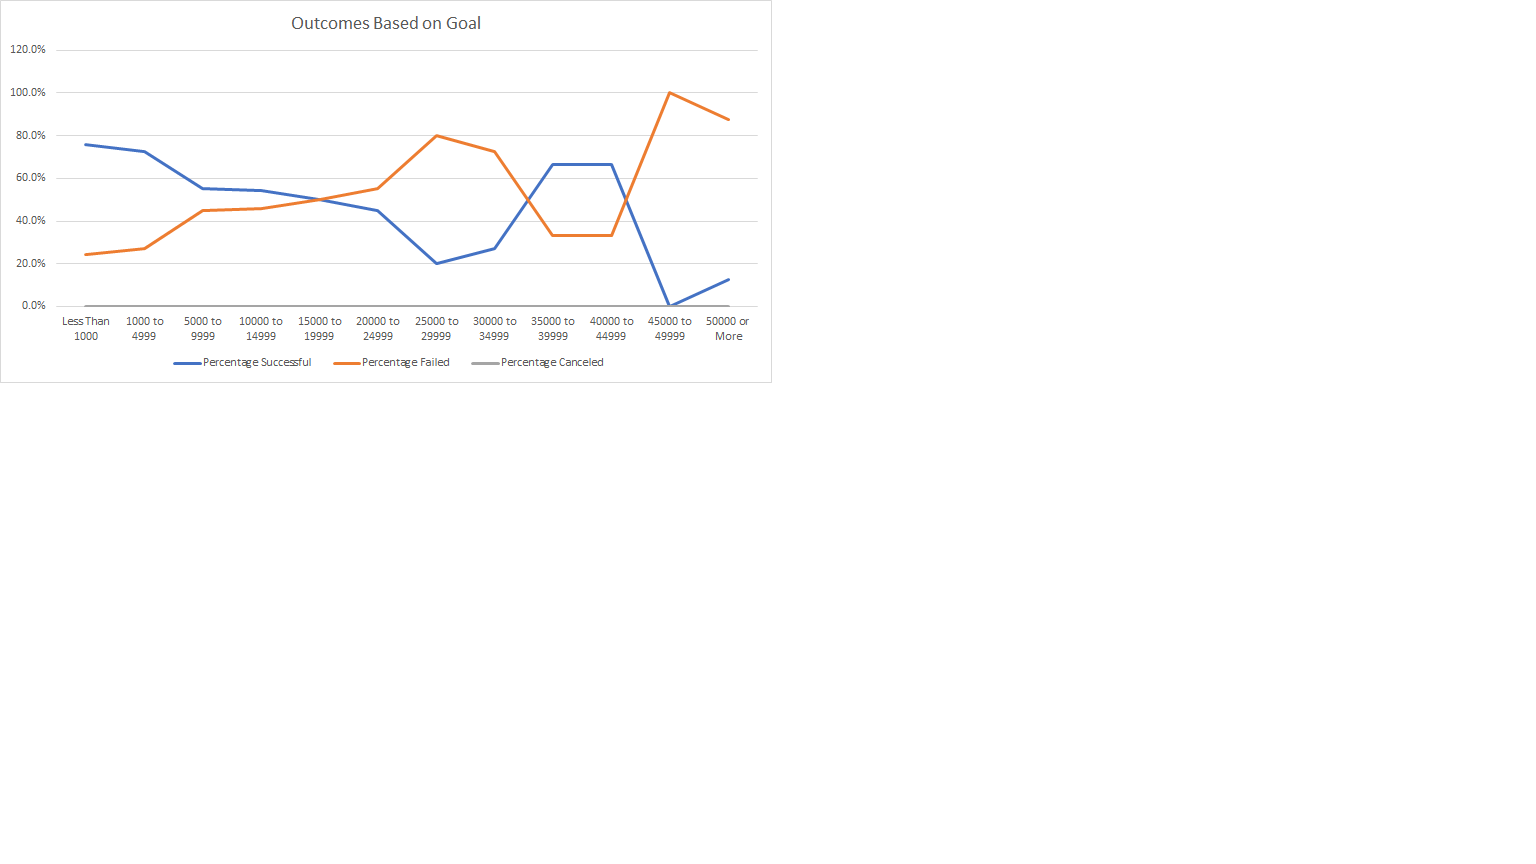 Outcomes Based on Goal
120.0%
100.0%
80.0%
60.0%
40.0%
20.0%
0.0%
Less Than 1000
1000 to 4999
5000 to 9999
10000 to 14999
15000 to 19999
20000 to 24999
25000 to 29999
30000 to 34999
35000 to 39999
40000 to 44999
45000 to 49999
50000 or More
Percentage Successful
Percentage Failed
Percentage Canceled